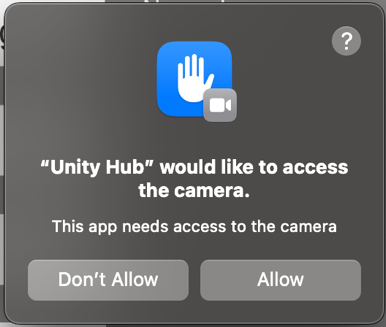 ?
“Unity Hub” would like to access
the camera.
This app needs access to the camera
Don’t Allow
Allow